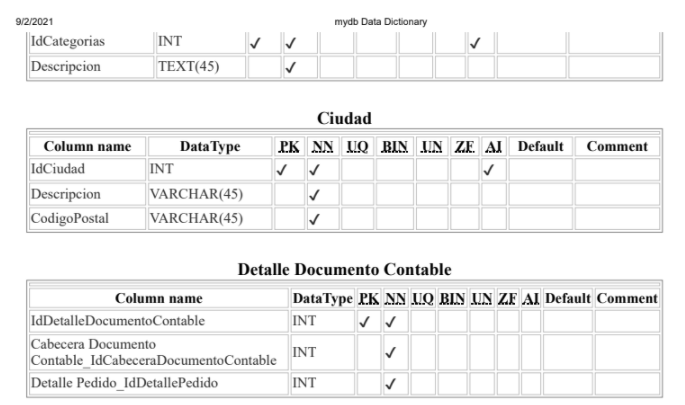 9/2/2021 mydb Data Dictionary
IdCategorias INT ✓ ✓ ✓
Descripcion TEXT(45) ✓
Ciudad
Column name DataType PK NN UQ BIN UN ZF AI Default Comment
IdCiudad INT ✓ ✓ ✓
Descripcion VARCHAR(45) ✓
CodigoPostal VARCHAR(45) ✓
Detalle Documento Contable
Column name DataType PK NN UQ BIN UN ZF AI Default Comment
IdDetalleDocumentoContable INT ✓ ✓
Cabecera Documento
Contable_IdCabeceraDocumentoContable INT ✓
Detalle Pedido_IdDetallePedido INT ✓